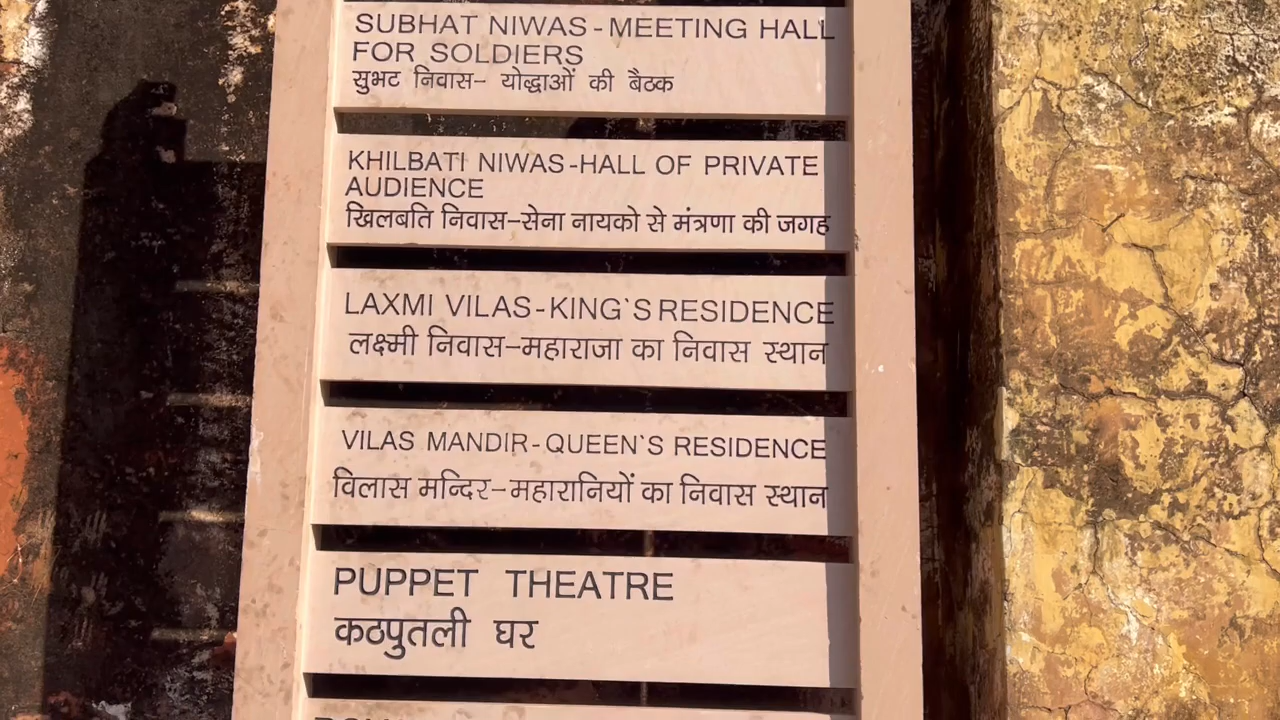 SUBHAT NIWAS-MEETING HALL
FOR SOLDIERS
सुभट निवास– योद्धाओं की बैठक
KHILBATI NIWAS-HALL OF PRIVATE
AUDIENCE
खिलबति निवास–सेना नायको से मंत्रणा की जगह
LAXMI VILAS-KING`S RESIDENCE
लक्ष्मी निवास–महाराजा का निवास स्थान
VILAS MANDIR-QUEEN`S RESIDENCE
विलास मन्दिर–महारानियों का निवास स्थान
PUPPET THEATRE
कठपुतली घर